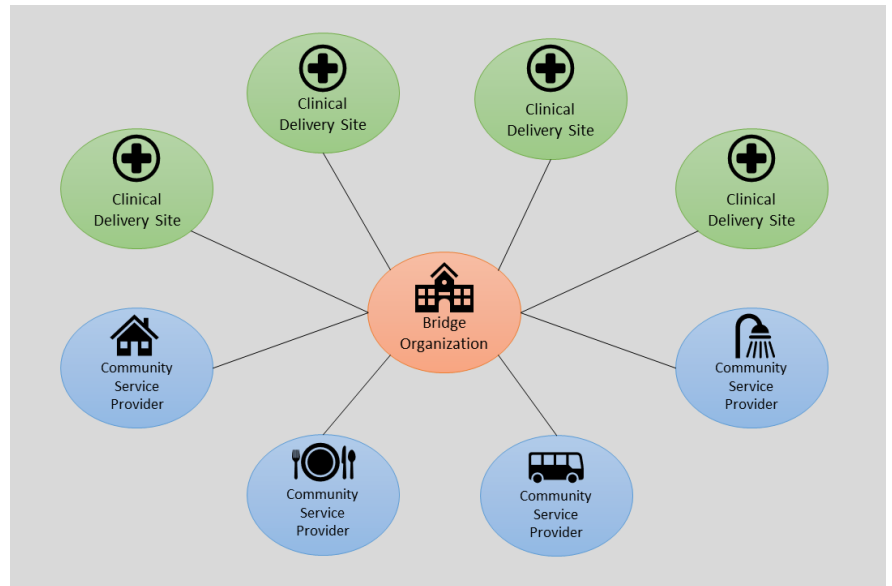 Clinical
Delivery Site
Clinical
Delivery Site
Clinical
Delivery Site
Clinical
Delivery Site
Bridge
Organization
Community
Service
Provider
Community
Service
Provider
Community
Service
Provider
Community
Service
Provider